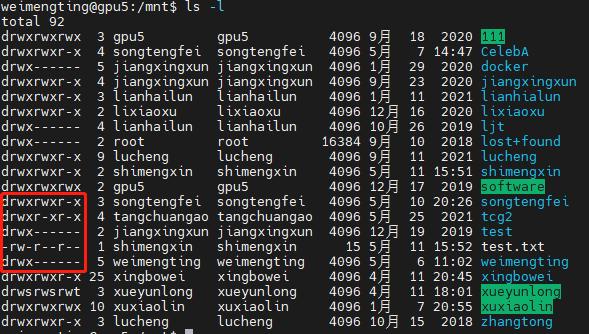 weimengting@gpu5:/mnt$ ls -l
total 92
drwxrwxrwx 3 gpu5 gpu5 4096 9月 18 2020 111
drwxrwxr-x 4 songtengfei songtengfei 4096 5月 7 14:47 CelebA
drwx------ 5 jiangxingxun jiangxingxun 4096 1月 29 2020 docker
drwxrwxr-x 4 jiangxingxun jiangxingxun 4096 9月 23 2020 jiangxingxun
drwxrwxr-x 3 lianhailun lianhailun 4096 1月 11 2021 lianhialun
drwxrwxr-x 2 lixiaoxu lixiaoxu 4096 12月 16 2020 lixiaoxu
drwx------ 4 lianhailun lianhailun 4096 10月 26 2019 ljt
drwx------ 2 root root 16384 9月 10 2018 lost+found
drwxrwxr-x 9 lucheng lucheng 4096 9月 11 2021 lucheng
drwxrwxr-x 2 shimengxin shimengxin 4096 5月 11 15:51 shimengxin
drwxrwxrwx 2 gpu5 gpu5 4096 12月 17 2019 software
drwxrwxr-x 3 songtengfei songtengfei 4096 5月 10 20:26 songtengfei
drwxr-xr-x 4 tangchuangao tangchuangao 4096 5月 25 2021 tcg2
drwx------ 2 jiangxingxun jiangxingxun 4096 12月 19 2019 test
-rw-r--r-- 1 shimengxin shimengxin 15 5月 11 15:52 test.txt
drwx------ 5 weimengting weimengting 4096 5月 6 11:02 weimengting
drwxrwxr-x 25 xingbowei xingbowei 4096 4月 11 20:45 xingbowei
drwsrwsrwt 3 xueyunlong xueyunlong 4096 4月 11 18:01 xueyunlong
drwxrwxrwx 10 xuxiaolin xuxiaolin 4096 1月 7 20:55 xuxiaolin
drwxrwxr-x 3 lucheng lucheng 4096 10月 15 2018 zhangtong